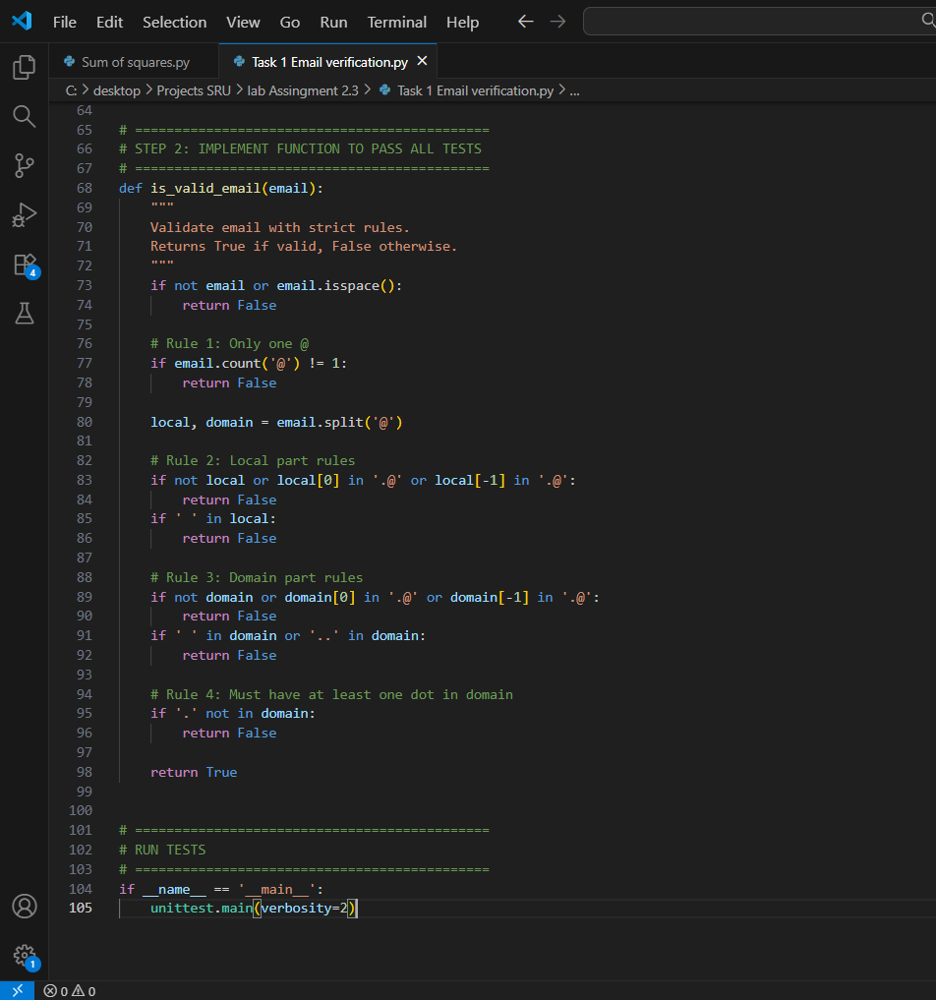 File Edit Selection View Go Run Terminal Help
Sum of squares.py
Task 1 Email verification.py
C: > desktop > Projects SRU > lab Assingment 2.3 > Task 1 Email verification.py > ...
64
65 # =============================================
66 # STEP 2: IMPLEMENT FUNCTION TO PASS ALL TESTS
67 # =============================================
68 def is_valid_email(email):
69     """
70     Validate email with strict rules.
71     Returns True if valid, False otherwise.
72     """
73     if not email or email.isspace():
74         return False
75
76     # Rule 1: Only one @
77     if email.count('@') != 1:
78         return False
79
80     local, domain = email.split('@')
81
82     # Rule 2: Local part rules
83     if not local or local[0] in '.@' or local[-1] in '.@':
84         return False
85     if ' ' in local:
86         return False
87
88     # Rule 3: Domain part rules
89     if not domain or domain[0] in '.@' or domain[-1] in '.@':
90         return False
91     if ' ' in domain or '..' in domain:
92         return False
93
94     # Rule 4: Must have at least one dot in domain
95     if '.' not in domain:
96         return False
97
98     return True
99
100
101 # =============================================
102 # RUN TESTS
103 # =============================================
104 if __name__ == '__main__':
105     unittest.main(verbosity=2)
4
1
0 0